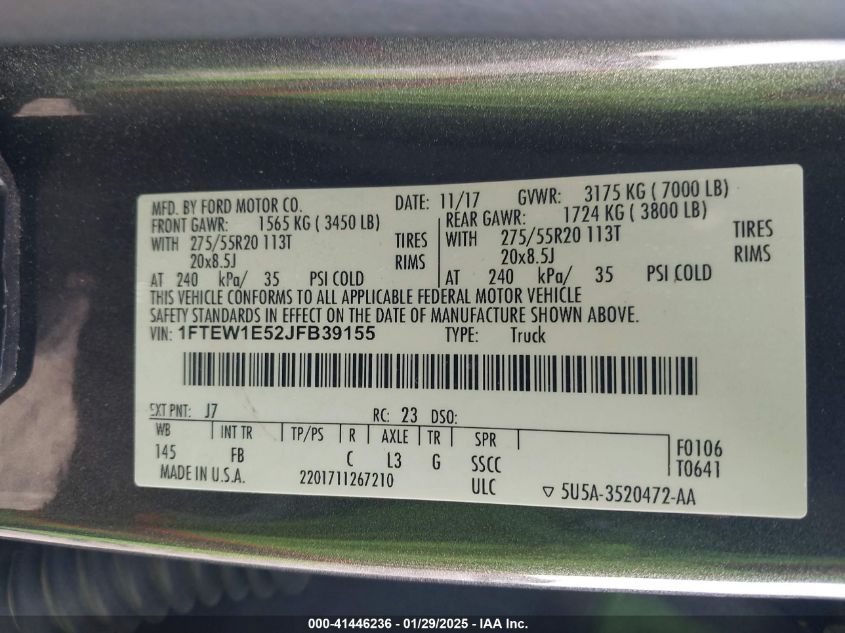 MFD. BY FORD MOTOR CO. DATE: 11/17 GVWR: 3175 KG ( 7000 LB)
FRONT GAWR: 1565 KG ( 3450 LB) REAR GAWR: 1724 KG ( 3800 LB)
WITH 275/55R20 113T TIRES WITH 275/55R20 113T TIRES
20x8.5J RIMS 20x8.5J RIMS
AT 240 kPa/ 35 PSI COLD AT 240 kPa/ 35 PSI COLD
THIS VEHICLE CONFORMS TO ALL APPLICABLE FEDERAL MOTOR VEHICLE
SAFETY STANDARDS IN EFFECT ON THE DATE OF MANUFACTURE SHOWN ABOVE.
VIN: 1FTEW1E52JFB39155 TYPE: Truck
EXT PNT: J7 RC: 23 DSO:
WB INT TR TP/PS R AXLE TR SPR
145 FB C L3 G SSCC F0106
T0641
MADE IN U.S.A. 2201711267210 ULC ▽ 5U5A-3520472-AA
000-41446236 - 01/29/2025 - IAA Inc.